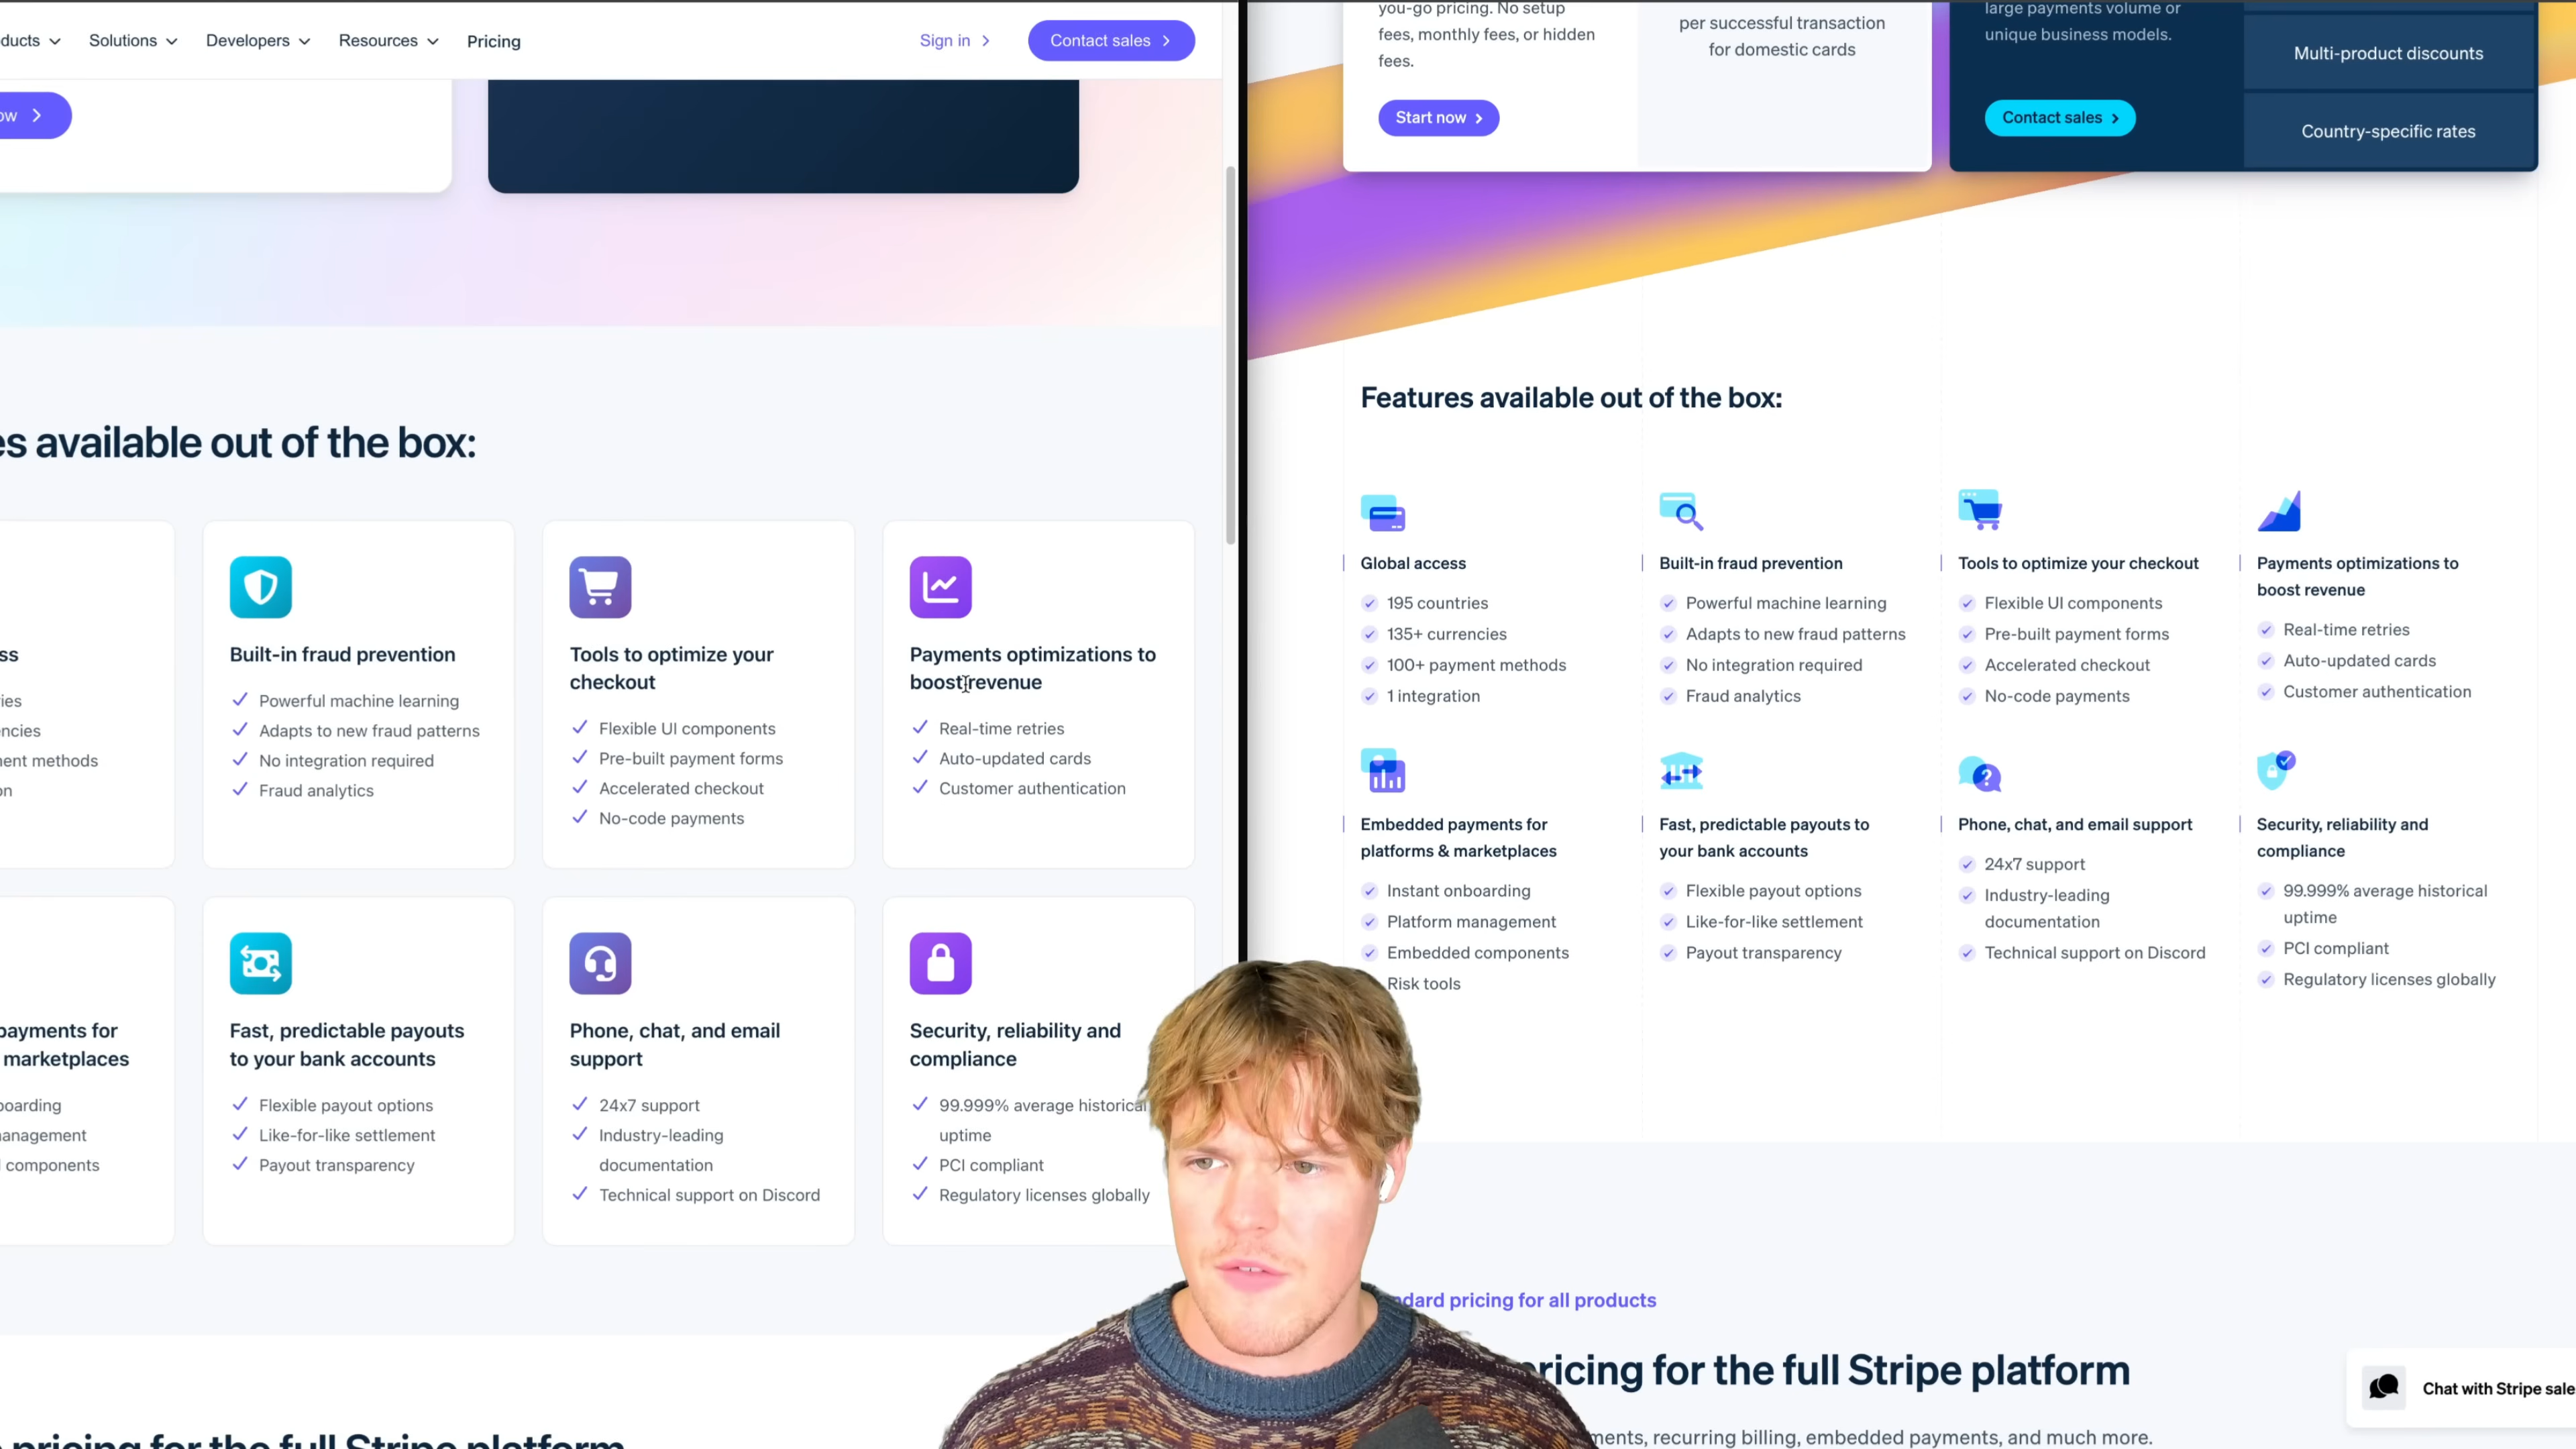 Solutions
Developers
Resources
Pricing
Sign in
Contact sales
available out of the box:
Built-in fraud prevention
Powerful machine learning
Adapts to new fraud patterns
No integration required
Fraud analytics
Tools to optimize your
checkout
Flexible UI components
Pre-built payment forms
Accelerated checkout
No-code payments
Payments optimizations to
boost revenue
Real-time retries
Auto-updated cards
Customer authentication
methods
payments for
marketplaces
components
Fast, predictable payouts
to your bank accounts
Flexible payout options
Like-for-like settlement
Payout transparency
Phone, chat, and email
support
24x7 support
Industry-leading
documentation
Technical support on Discord
Security, reliability and
compliance
99.999% average historical
uptime
PCI compliant
Regulatory licenses globally
pricing for the full Stripe platform
you-go pricing. No setup
fees, monthly fees, or hidden
fees.
Start now
per successful transaction
for domestic cards
large payments volume or
unique business models.
Contact sales
Multi-product discounts
Country-specific rates
Features available out of the box:
Global access
195 countries
135+ currencies
100+ payment methods
1 integration
Built-in fraud prevention
Powerful machine learning
Adapts to new fraud patterns
No integration required
Fraud analytics
Tools to optimize your checkout
Flexible UI components
Pre-built payment forms
Accelerated checkout
No-code payments
Payments optimizations to
boost revenue
Real-time retries
Auto-updated cards
Customer authentication
Embedded payments for
platforms & marketplaces
Instant onboarding
Platform management
Embedded components
Risk tools
Fast, predictable payouts to
your bank accounts
Flexible payout options
Like-for-like settlement
Payout transparency
Phone, chat, and email support
24x7 support
Industry-leading
documentation
Technical support on Discord
Security, reliability and
compliance
99.999% average historical
uptime
PCI compliant
Regulatory licenses globally
pricing for all products
pricing for the full Stripe platform
recurring billing, embedded payments, and much more.
Chat with Stripe